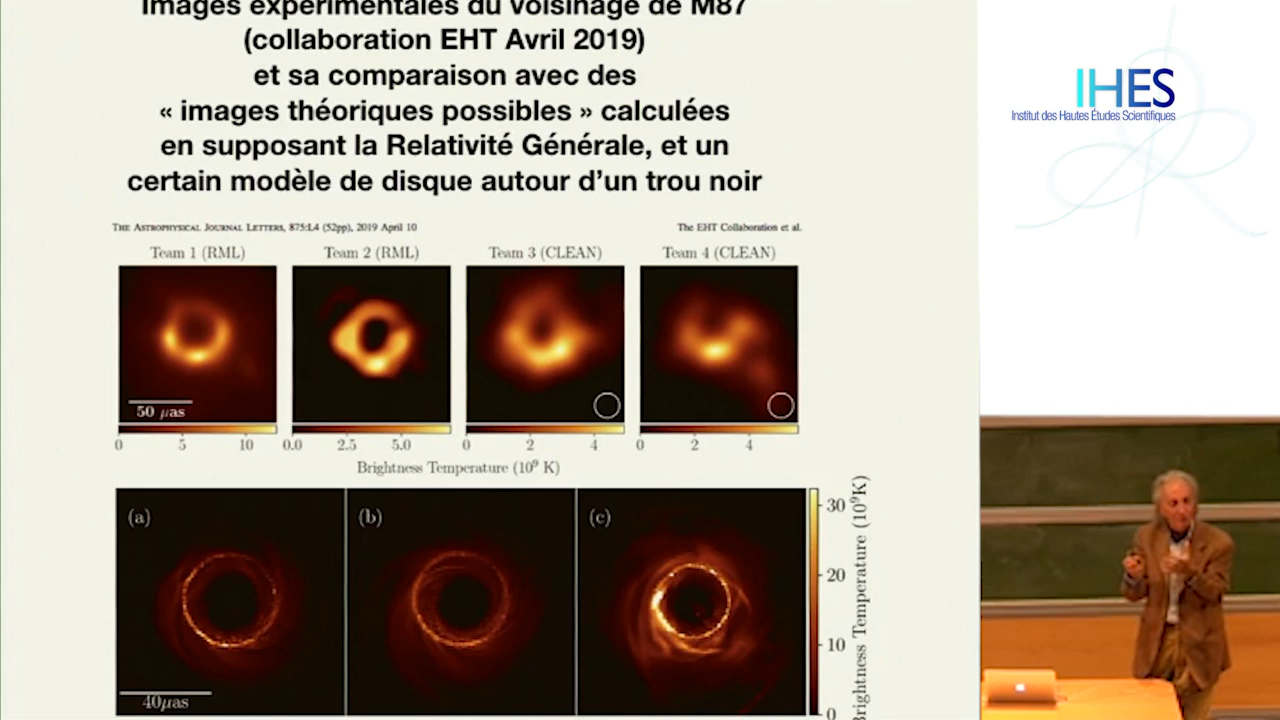 Images expérimentales du voisinage de M87
(collaboration EHT Avril 2019)
et sa comparaison avec des
« images théoriques possibles » calculées
en supposant la Relativité Générale, et un
certain modèle de disque autour d'un trou noir
IHES
Institut des Hautes Études Scientifiques
THE ASTROPHYSICAL JOURNAL LETTERS, 875:L4 (52pp), 2019 April 10
The EHT Collaboration et al.
Team 1 (RML) Team 2 (RML) Team 3 (CLEAN) Team 4 (CLEAN)
50 μas
0 5 10 0.0 2.5 5.0 0 2 4 0 2 4
Brightness Temperature (10⁹ K)
(a) (b) (c)
40μas
30
20
10
0
Brightness Temperature (10⁹K)